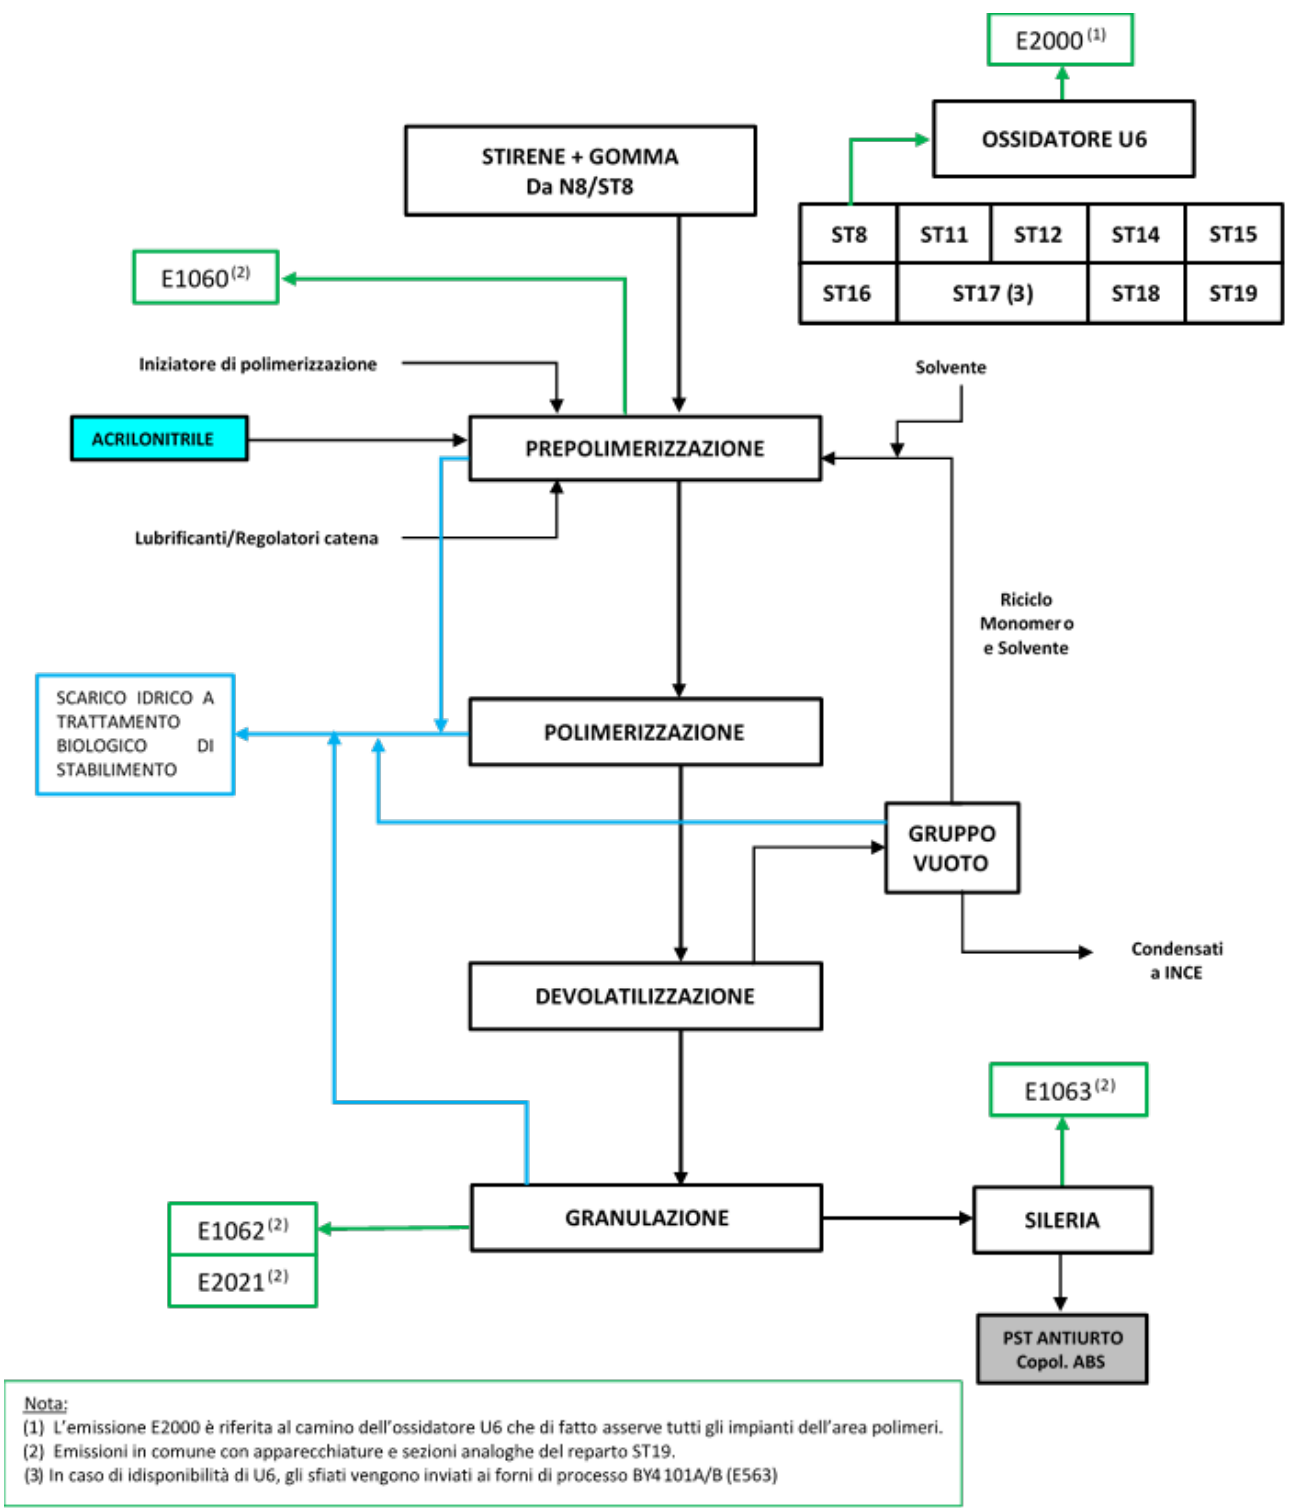 E2000 (1)
OSSIDATORE U6
STIRENE + GOMMA
Da N8/ST8
ST8 ST11 ST12 ST14 ST15
ST16 ST17 (3) ST18 ST19
E1060 (2)
Iniziatore di polimerizzazione
Solvente
ACRILONITRILE
PREPOLIMERIZZAZIONE
Lubrificanti/Regolatori catena
Riciclo
Monomero
e Solvente
SCARICO IDRICO A
TRATTAMENTO
BIOLOGICO DI
STABILIMENTO
POLIMERIZZAZIONE
GRUPPO
VUOTO
Condensati
a INCE
DEVOLATILIZZAZIONE
E1063 (2)
GRANULAZIONE
SILERIA
E1062 (2)
E2021 (2)
PST ANTIURTO
Copol. ABS
Nota:
(1) L'emissione E2000 è riferita al camino dell'ossidatore U6 che di fatto asserve tutti gli impianti dell'area polimeri.
(2) Emissioni in comune con apparecchiature e sezioni analoghe del reparto ST19.
(3) In caso di idisponibilità di U6, gli sfiati vengono inviati ai forni di processo BY4101A/B (E563)